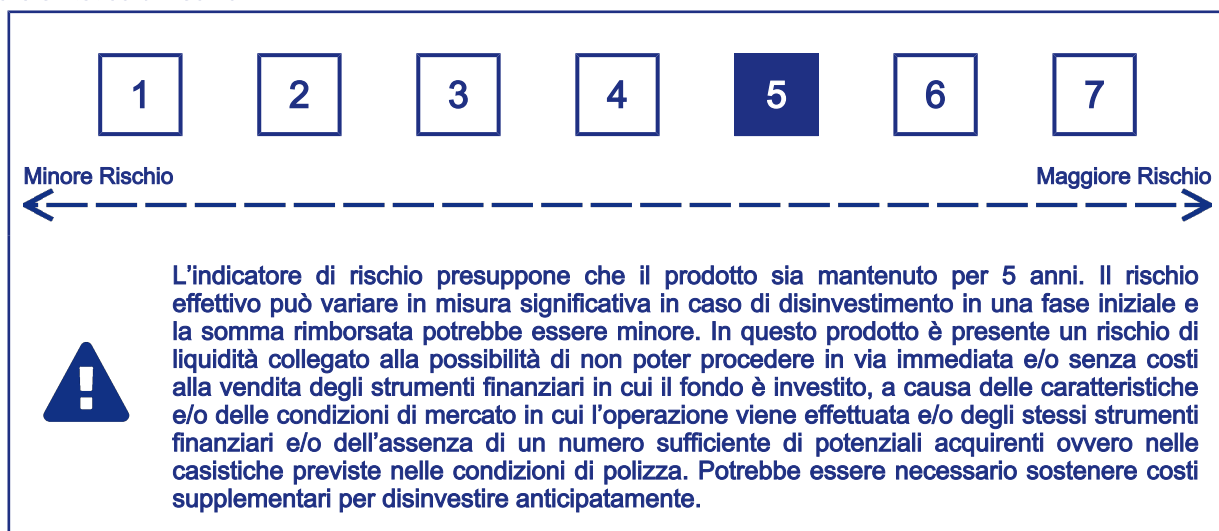 1 2 3 4 5 6 7
Minore Rischio Maggiore Rischio
L'indicatore di rischio presuppone che il prodotto sia mantenuto per 5 anni. Il rischio
effettivo può variare in misura significativa in caso di disinvestimento in una fase iniziale e
la somma rimborsata potrebbe essere minore. In questo prodotto è presente un rischio di
liquidità collegato alla possibilità di non poter procedere in via immediata e/o senza costi
alla vendita degli strumenti finanziari in cui il fondo è investito, a causa delle caratteristiche
e/o delle condizioni di mercato in cui l'operazione viene effettuata e/o degli stessi strumenti
finanziari e/o dell'assenza di un numero sufficiente di potenziali acquirenti ovvero nelle
casistiche previste nelle condizioni di polizza. Potrebbe essere necessario sostenere costi
supplementari per disinvestire anticipatamente.